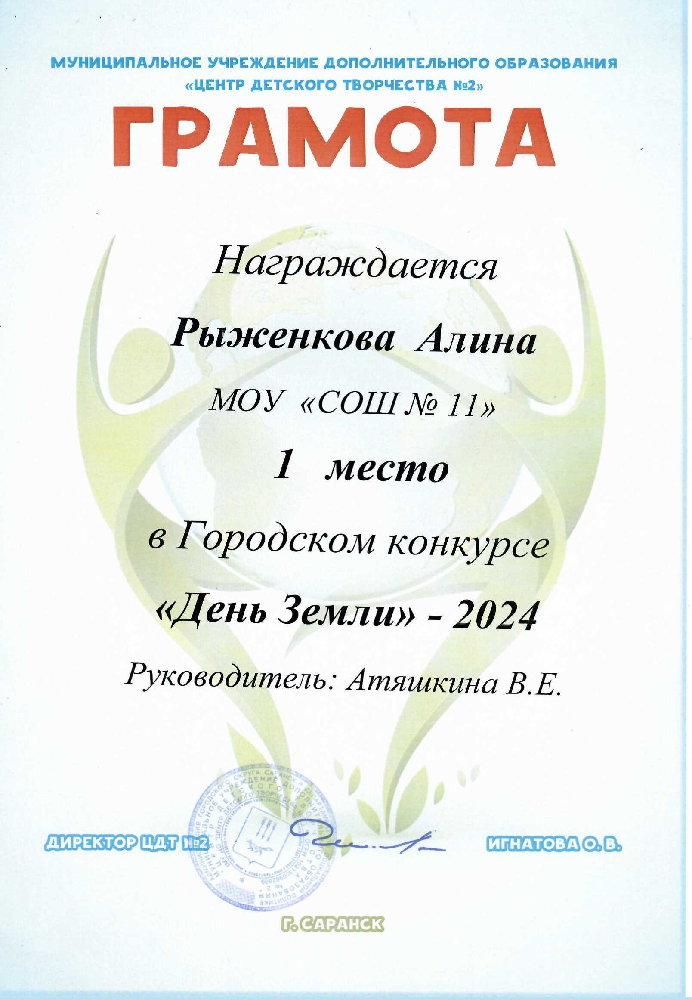 МУНИЦИПАЛЬНОЕ УЧРЕЖДЕНИЕ ДОПОЛНИТЕЛЬНОГО ОБРАЗОВАНИЯ
«ЦЕНТР ДЕТСКОГО ТВОРЧЕСТВА №2»
ГРАМОТА
Награждается
Рыженкова Алина
МОУ «СОШ № 11»
1 место
в Городском конкурсе
«День Земли» - 2024
Руководитель: Атяшкина В.Е.
ДИРЕКТОР ЦДТ №2
ИГНАТОВА О. В.
Г. САРАНСК